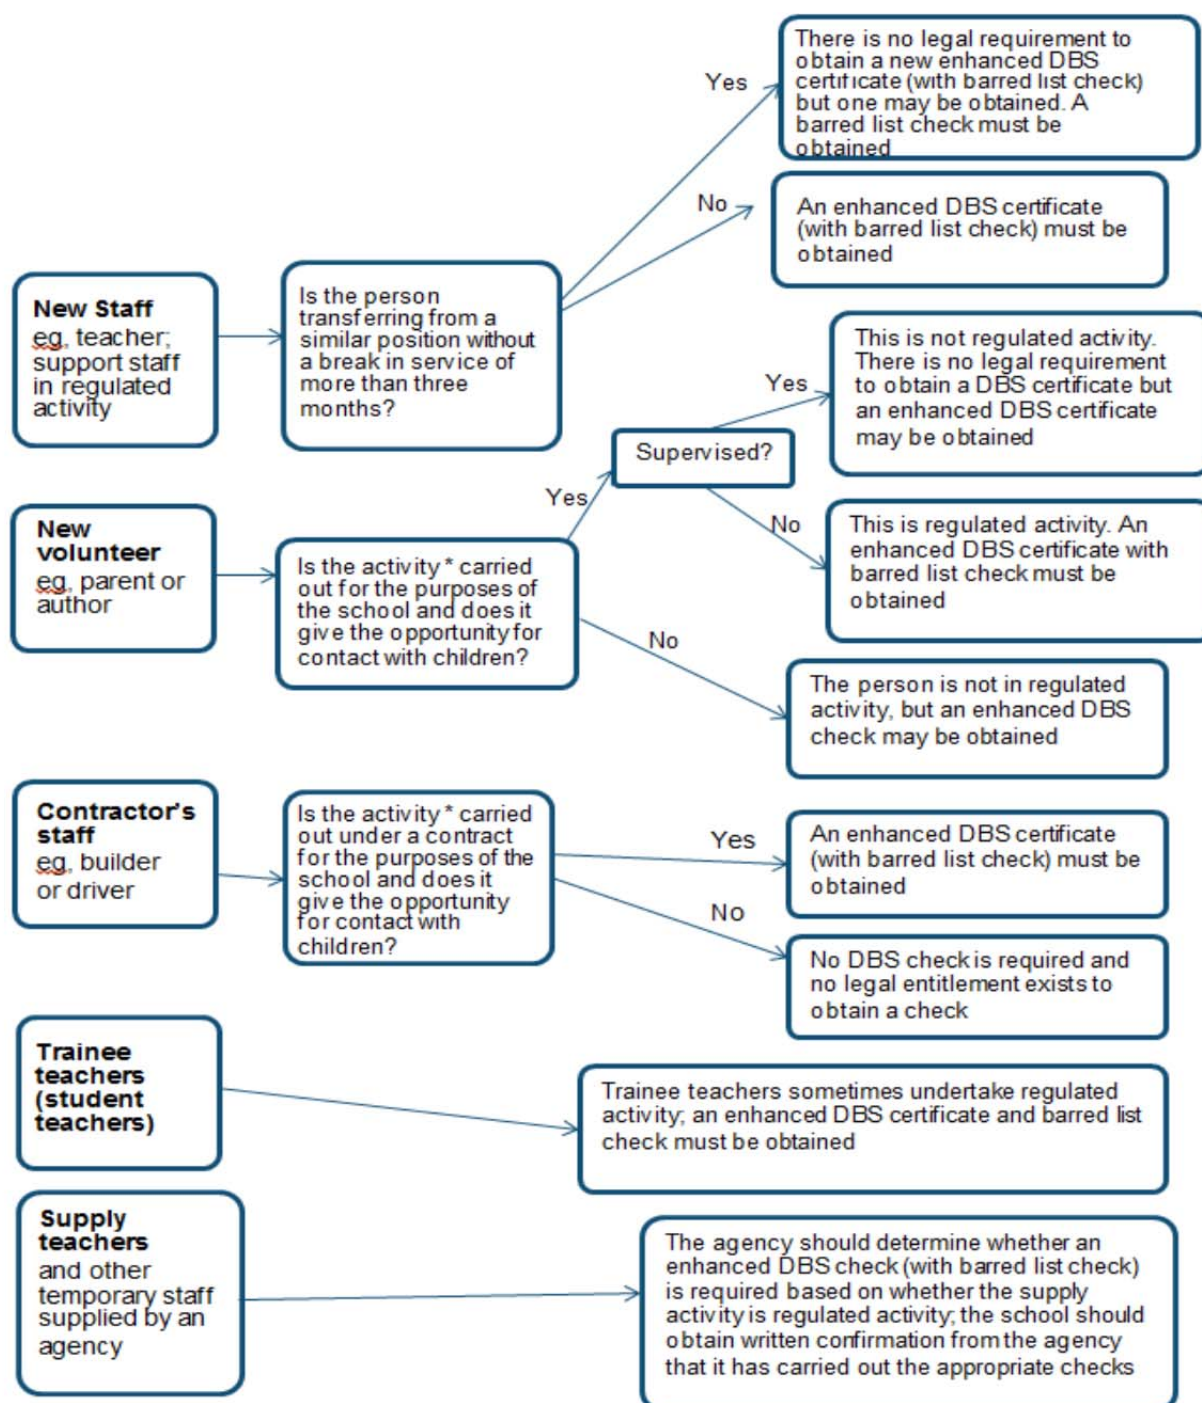 New Staff
eg, teacher;
support staff
in regulated
activity
Is the person
transferring from a
similar position without
a break in service of
more than three
months?
Yes
There is no legal requirement to
obtain a new enhanced DBS
certificate (with barred list check)
but one may be obtained. A
barred list check must be
obtained
No
An enhanced DBS certificate
(with barred list check) must be
obtained
New
volunteer
eg, parent or
author
Is the activity * carried
out for the purposes of
the school and does it
give the opportunity for
contact with children?
Yes
Supervised?
Yes
This is not regulated activity.
There is no legal requirement
to obtain a DBS certificate but
an enhanced DBS certificate
may be obtained
No
This is regulated activity. An
enhanced DBS certificate with
barred list check must be
obtained
No
The person is not in regulated
activity, but an enhanced DBS
check may be obtained
Contractor's
staff
eg, builder
or driver
Is the activity * carried
out under a contract
for the purposes of the
school and does it
give the opportunity
for contact with
children?
Yes
An enhanced DBS certificate
(with barred list check) must be
obtained
No
No DBS check is required and
no legal entitlement exists to
obtain a check
Trainee
teachers
(student
teachers)
Trainee teachers sometimes undertake regulated
activity; an enhanced DBS certificate and barred list
check must be obtained
Supply
teachers
and other
temporary staff
supplied by an
agency
The agency should determine whether an
enhanced DBS check (with barred list check)
is required based on whether the supply
activity is regulated activity; the school should
obtain written confirmation from the agency
that it has carried out the appropriate checks